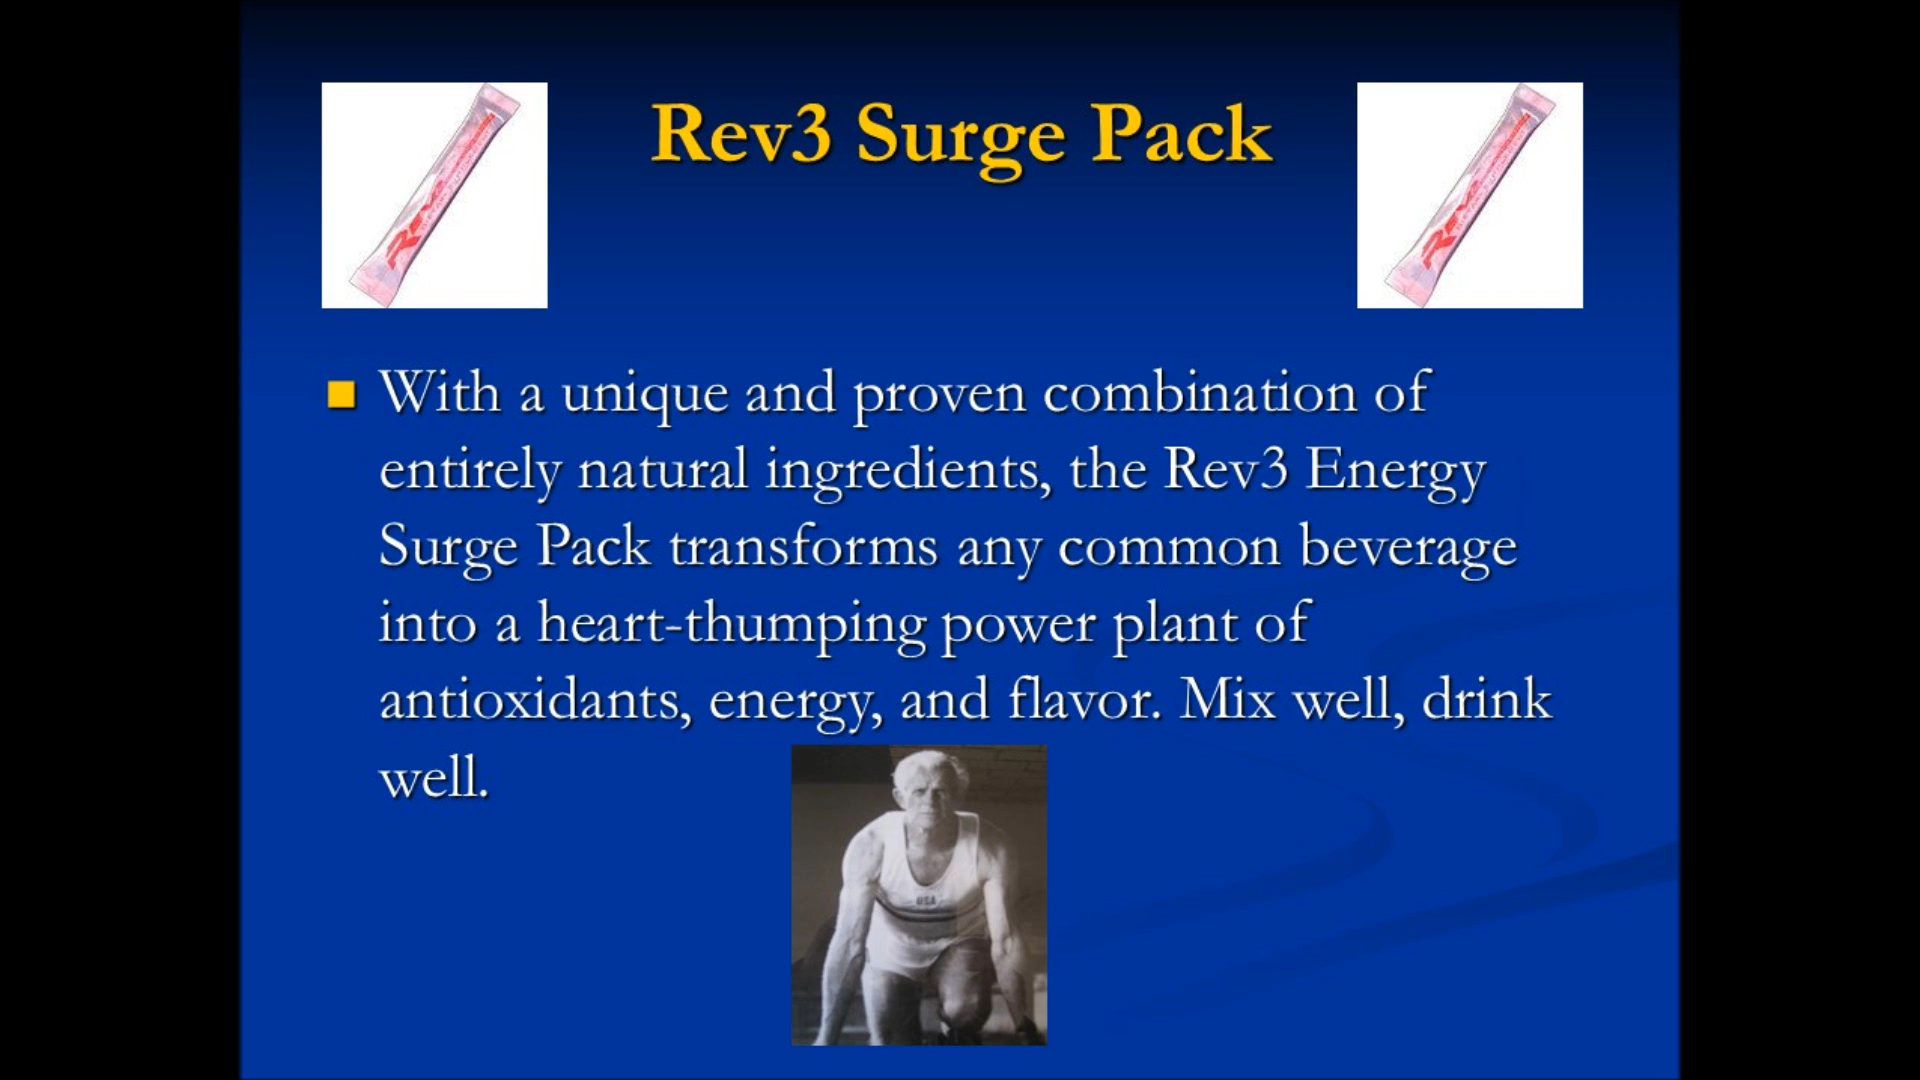 Rev3 Surge Pack
With a unique and proven combination of
entirely natural ingredients, the Rev3 Energy
Surge Pack transforms any common beverage
into a heart-thumping power plant of
antioxidants, energy, and flavor. Mix well, drink
well.
USA